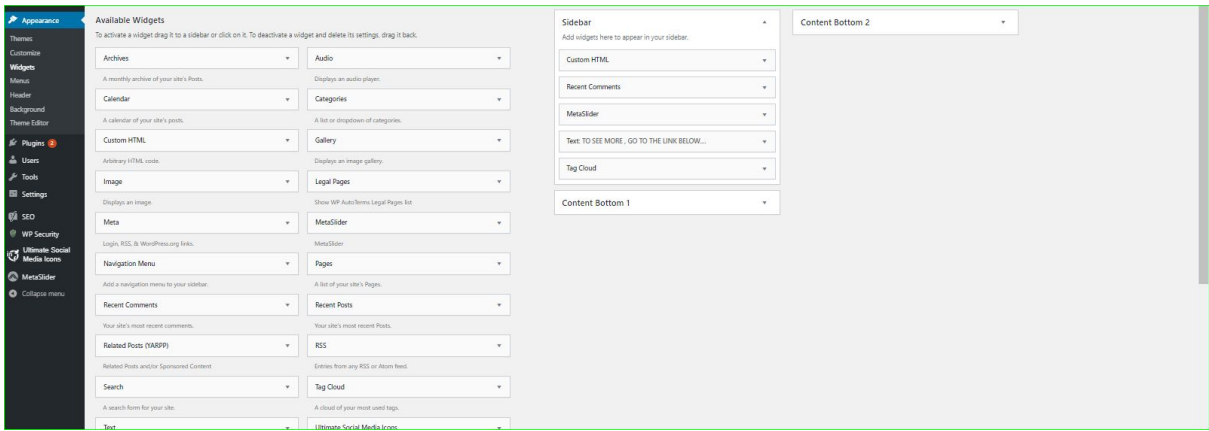 Appearance
Themes
Customize
Widgets
Menus
Header
Background
Theme Editor
Plugins 2
Users
Tools
Settings
SEO
WP Security
Ultimate Social
Media Icons
MetaSlider
Collapse menu
Available Widgets
To activate a widget drag it to a sidebar or click on it. To deactivate a widget and delete its settings, drag it back.
Archives
A monthly archive of your site's Posts.
Audio
Displays an audio player.
Calendar
A calendar of your site's posts.
Categories
A list or dropdown of categories.
Custom HTML
Arbitrary HTML code.
Gallery
Displays an image gallery.
Image
Displays an image.
Legal Pages
Show WP AutoTerms Legal Pages list
Meta
Login, RSS, & WordPress.org links.
MetaSlider
MetaSlider
Navigation Menu
Add a navigation menu to your sidebar.
Pages
A list of your site's Pages.
Recent Comments
Your site's most recent comments.
Recent Posts
Your site's most recent Posts.
Related Posts (YARPP)
Related Posts and/or Sponsored Content
RSS
Entries from any RSS or Atom feed.
Search
A search form for your site.
Tag Cloud
A cloud of your most used tags.
Text
Ultimate Social Media Icons
Sidebar
Add widgets here to appear in your sidebar.
Custom HTML
Recent Comments
MetaSlider
Text: TO SEE MORE , GO TO THE LINK BELOW....
Tag Cloud
Content Bottom 1
Content Bottom 2